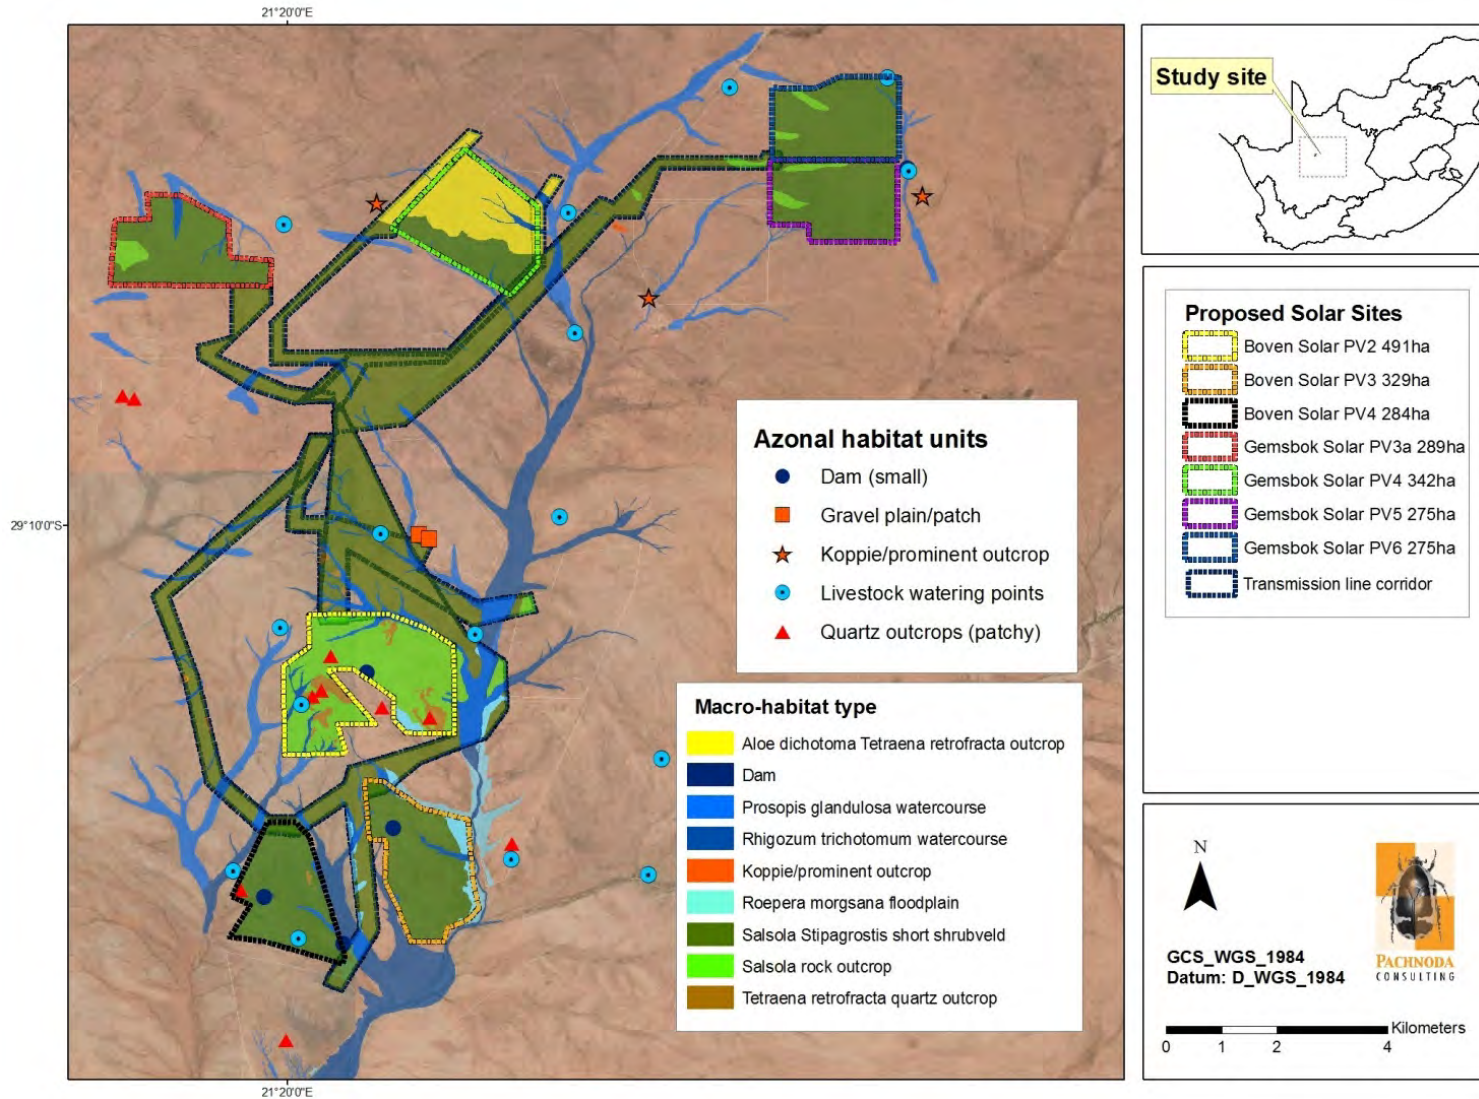 21°20'0"E
29°10'0"S
Azonal habitat units
Dam (small)
Gravel plain/patch
Koppie/prominent outcrop
Livestock watering points
Quartz outcrops (patchy)
Macro-habitat type
Aloe dichotoma Tetraena retrofracta outcrop
Dam
Prosopis glandulosa watercourse
Rhigozum trichotomum watercourse
Koppie/prominent outcrop
Roepera morgsana floodplain
Salsola Stipagrostis short shrubveld
Salsola rock outcrop
Tetraena retrofracta quartz outcrop
21°20'0"E
Study site
Proposed Solar Sites
Boven Solar PV2 491ha
Boven Solar PV3 329ha
Boven Solar PV4 284ha
Gemsbok Solar PV3a 289ha
Gemsbok Solar PV4 342ha
Gemsbok Solar PV5 275ha
Gemsbok Solar PV6 275ha
Transmission line corridor
N
GCS_WGS_1984
Datum: D_WGS_1984
PACHNODA
CONSULTING
Kilometers
0 1 2 4